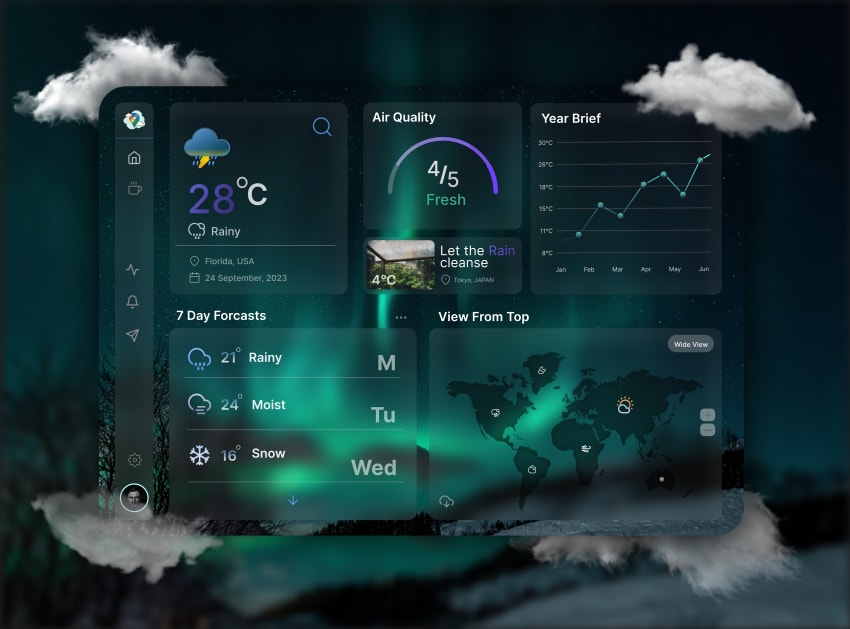 28°C
Rainy
Florida, USA
24 September, 2023
Air Quality
4/5
Fresh
4°C
Let the Rain
cleanse
Tokyo, JAPAN
Year Brief
30°C
26°C
18°C
15°C
11°C
8°C
Jan Feb Mar Apr May Jun
7 Day Forcasts
21° Rainy M
24° Moist Tu
16° Snow Wed
View From Top
Wide View